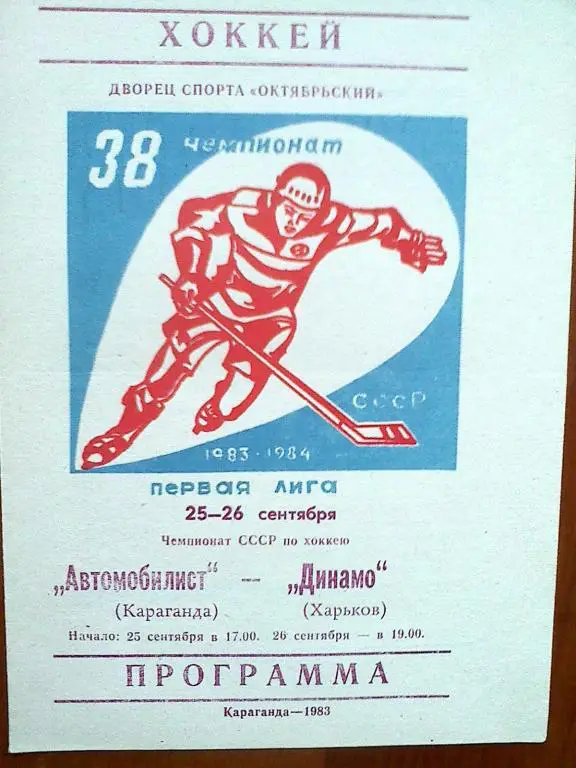 ХОККЕЙ
ДВОРЕЦ СПОРТА «ОКТЯБРЬСКИЙ»
38 чемпионат
СССР
1983-1984
первая лига
25—26 сентября
Чемпионат СССР по хоккею
„Автомобилист“ — „Динамо“
(Караганда) (Харьков)
Начало: 25 сентября в 17.00. 26 сентября — в 19.00.
ПРОГРАММА
Караганда—1983